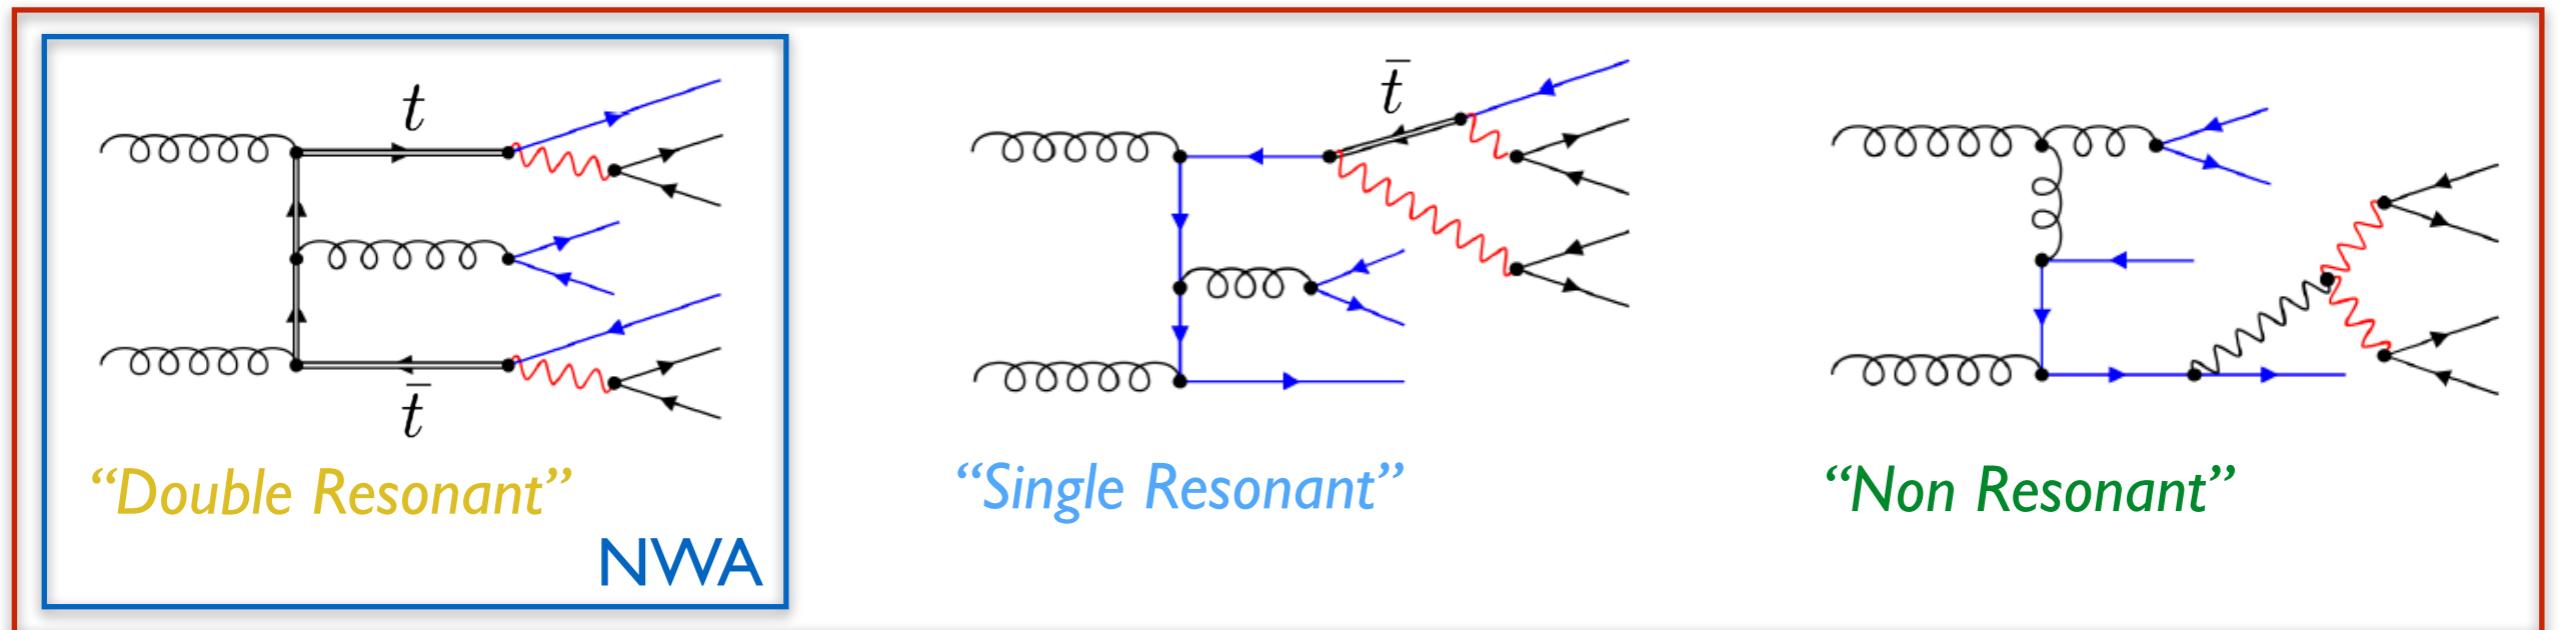 t
t̄
“Double Resonant”
NWA
t̄
“Single Resonant”
“Non Resonant”